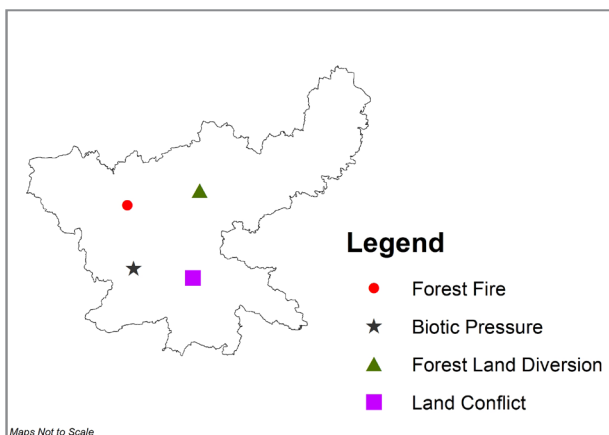 Legend
Forest Fire
Biotic Pressure
Forest Land Diversion
Land Conflict
Maps Not to Scale